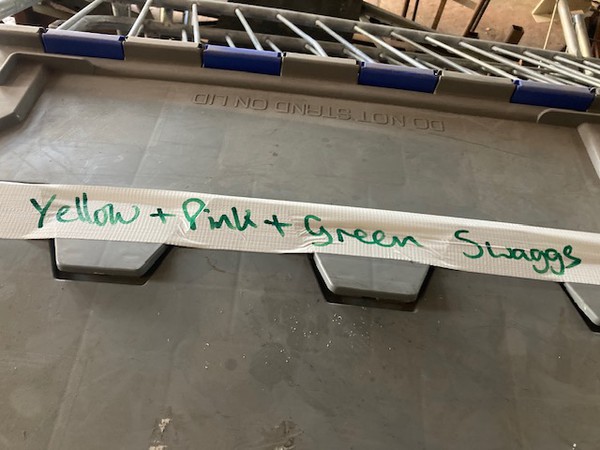 DO NOT STAND ON LID
Yellow + Pink + Green Swaggs